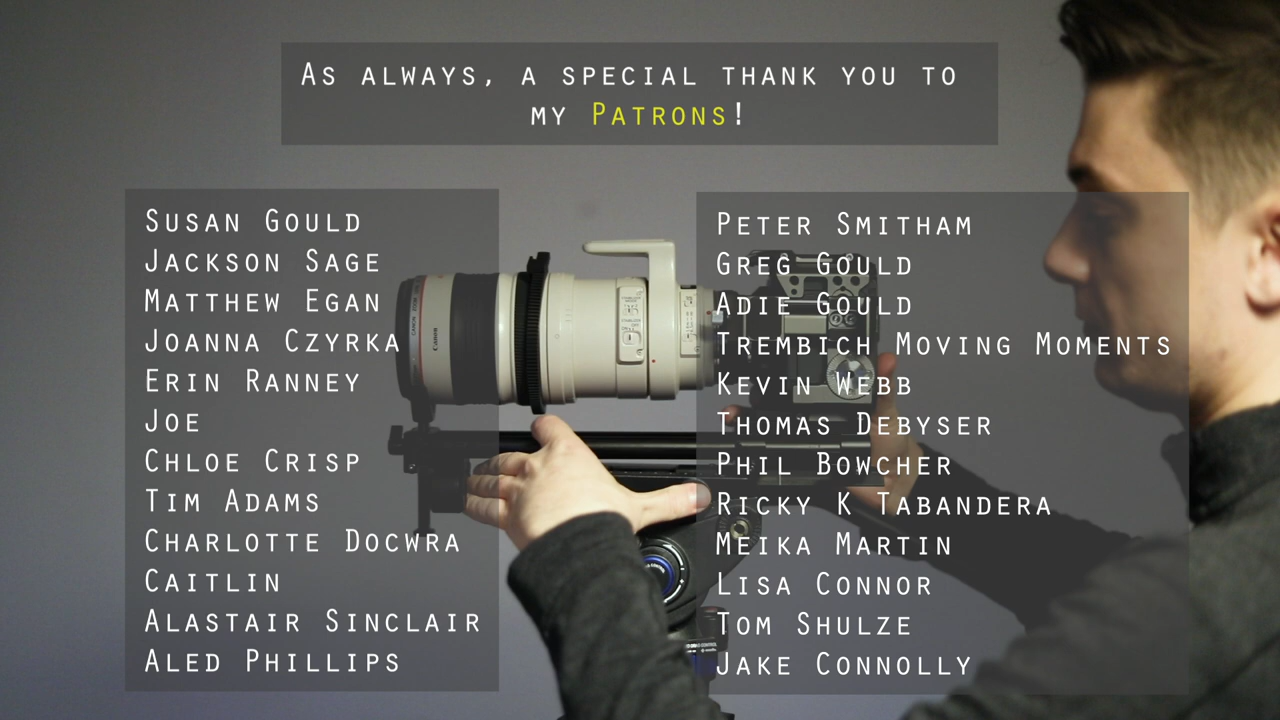 As always, a special thank you to
my Patrons!
Susan Gould
Jackson Sage
Matthew Egan
Joanna Czyrka
Erin Ranney
Joe
Chloe Crisp
Tim Adams
Charlotte Docwra
Caitlin
Alastair Sinclair
Aled Phillips
Peter Smitham
Greg Gould
Adie Gould
Trembich Moving Moments
Kevin Webb
Thomas Debyser
Phil Bowcher
Ricky K Tabandera
Meika Martin
Lisa Connor
Tom Shulze
Jake Connolly
Canon